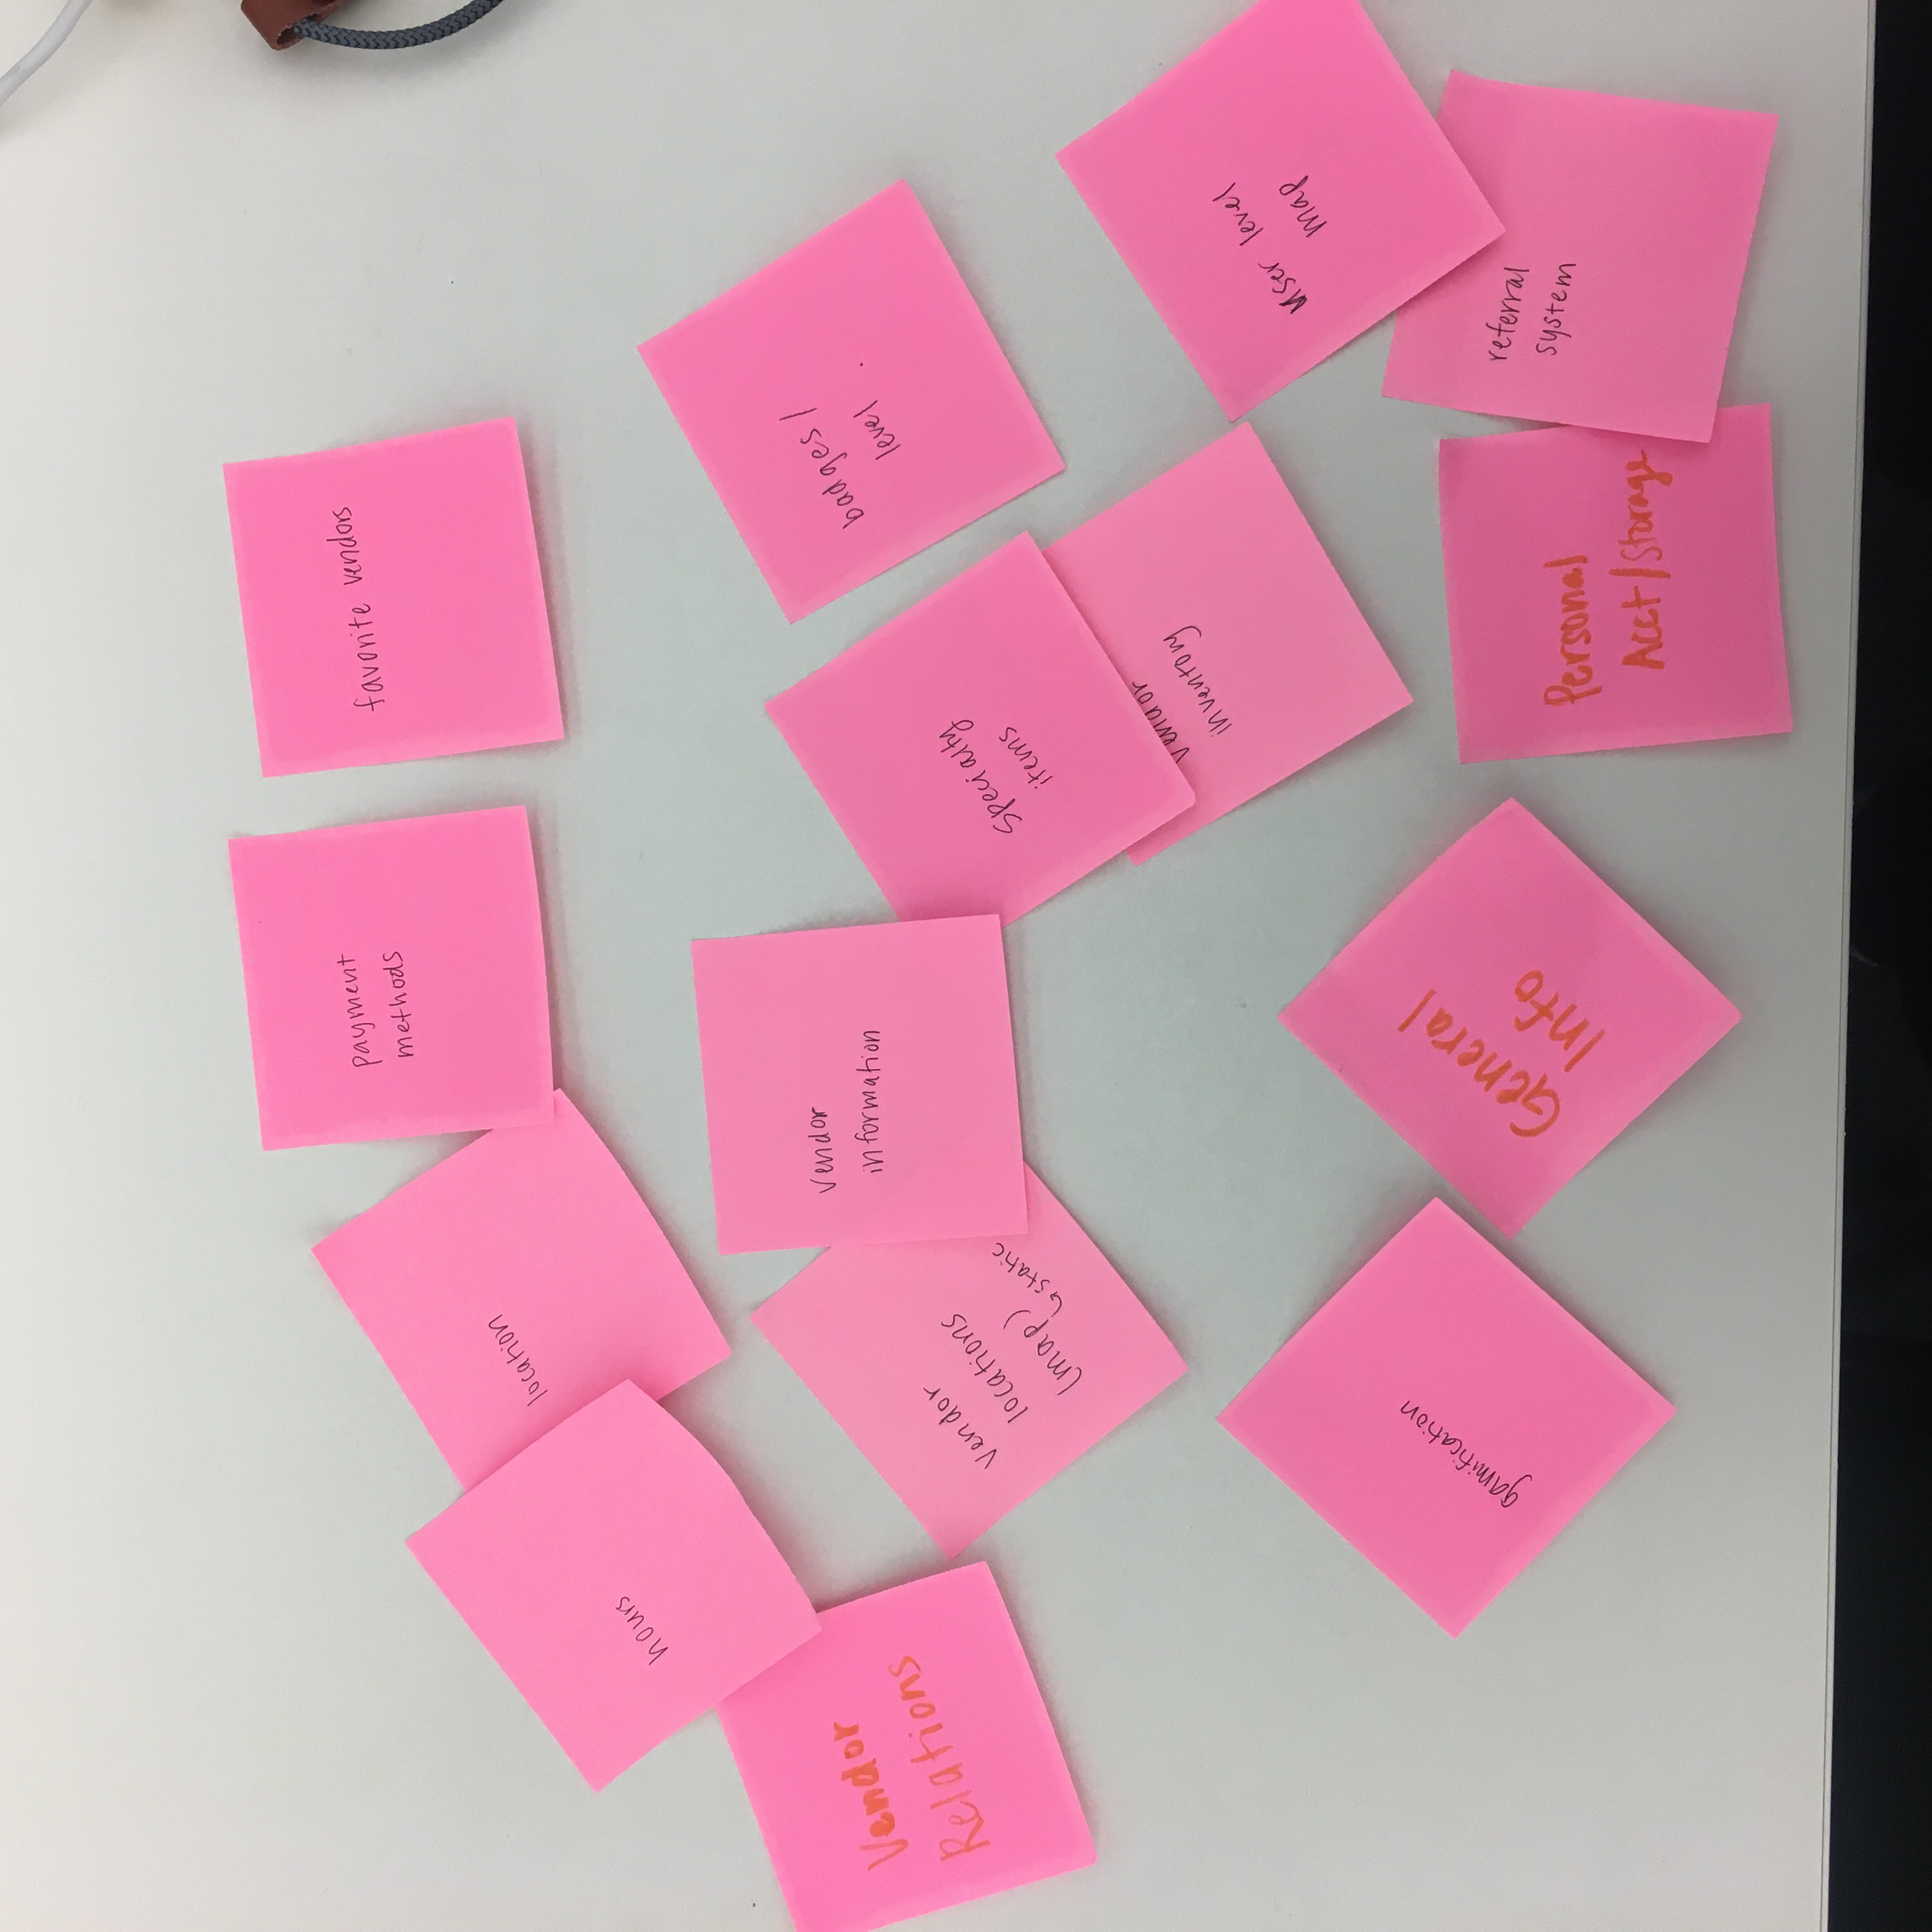 payment
methods
favorite vendors
location
hours
Vendor
Relations
vendor
locations
(map)
↳ static
vendor
information
specialty
items
badges/
level
vendor
inventory
user level
map
gamification
General
Info
Personal
Acct/Storage
referral
system